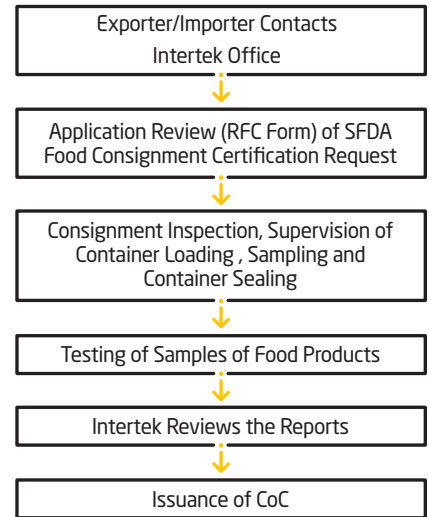 Exporter/Importer Contacts
Intertek Office
Application Review (RFC Form) of SFDA
Food Consignment Certification Request
Consignment Inspection, Supervision of
Container Loading , Sampling and
Container Sealing
Testing of Samples of Food Products
Intertek Reviews the Reports
Issuance of CoC